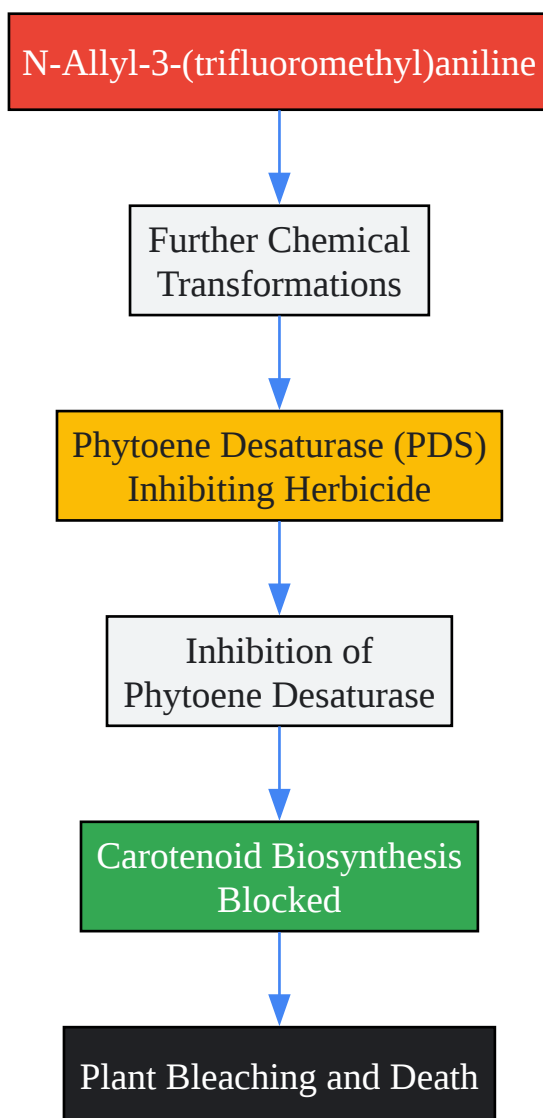 N-Allyl-3-(trifluoromethyl)aniline
Further Chemical
Transformations
Phytoene Desaturase (PDS)
Inhibiting Herbicide
Inhibition of
Phytoene Desaturase
Carotenoid Biosynthesis
Blocked
Plant Bleaching and Death